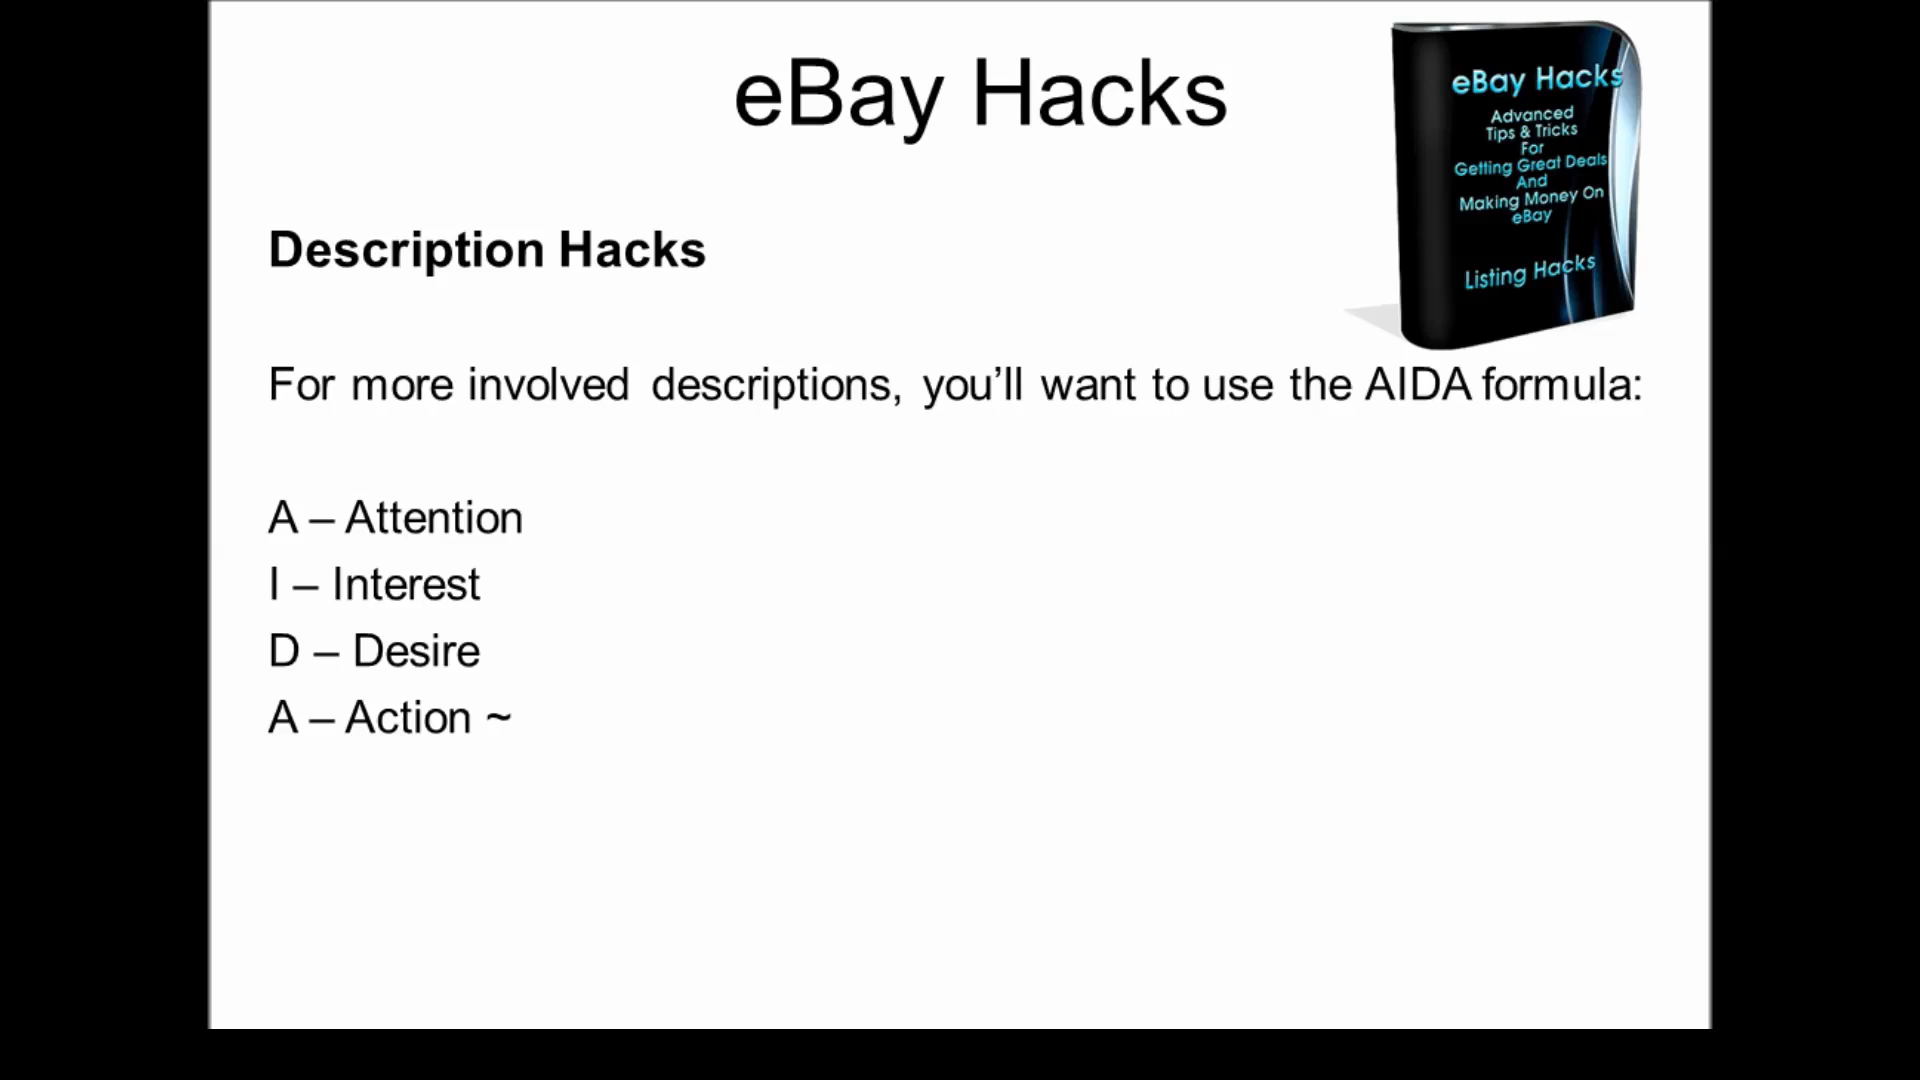 eBay Hacks
eBay Hacks
Advanced
Tips & Tricks
For
Getting Great Deals
And
Making Money On
eBay
Listing Hacks
Description Hacks
For more involved descriptions, you’ll want to use the AIDA formula:
A – Attention
I – Interest
D – Desire
A – Action ~